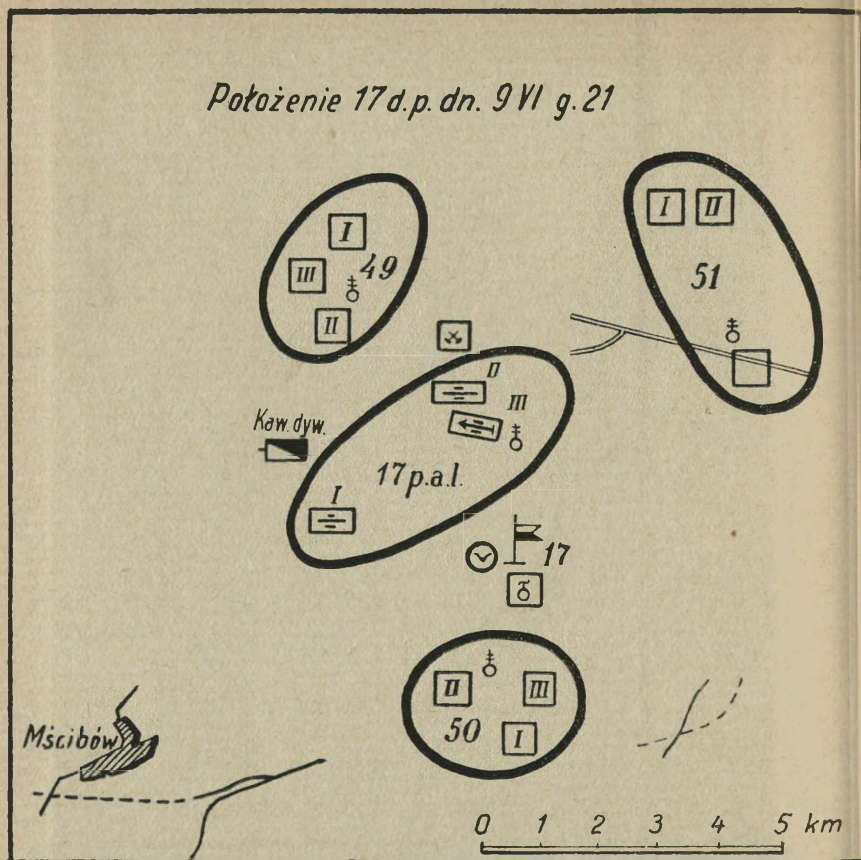 Położenie 17 d.p. dn. 9 VI g. 21
I
III
49
II
I II
51
Kaw. dyw.
II
III
17 p.a.l.
I
17
II III
50 I
Mścibów
0 1 2 3 4 5 km